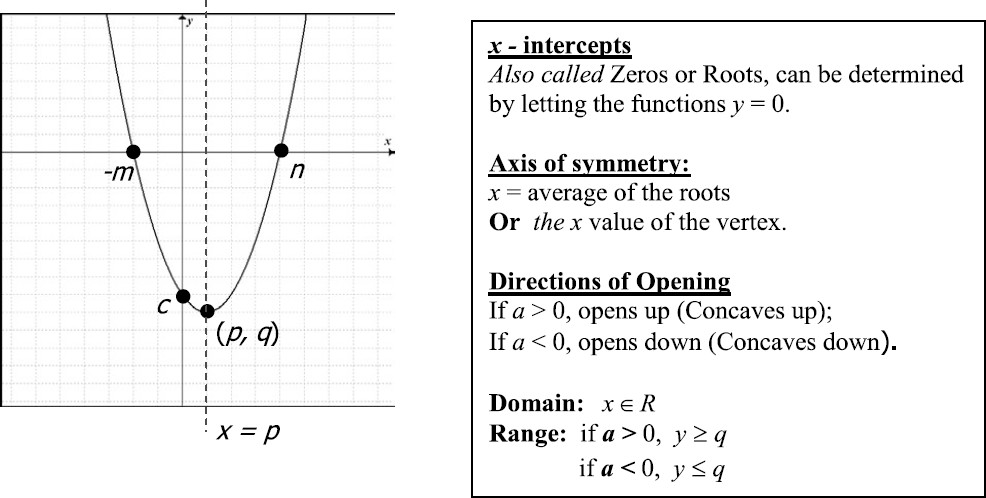 y
x
-m
n
c
(p, q)
x = p
x - intercepts
Also called Zeros or Roots, can be determined
by letting the functions y = 0.
Axis of symmetry:
x = average of the roots
Or the x value of the vertex.
Directions of Opening
If a > 0, opens up (Concaves up);
If a < 0, opens down (Concaves down).
Domain: x ∈ R
Range: if a > 0, y ≥ q
if a < 0, y ≤ q